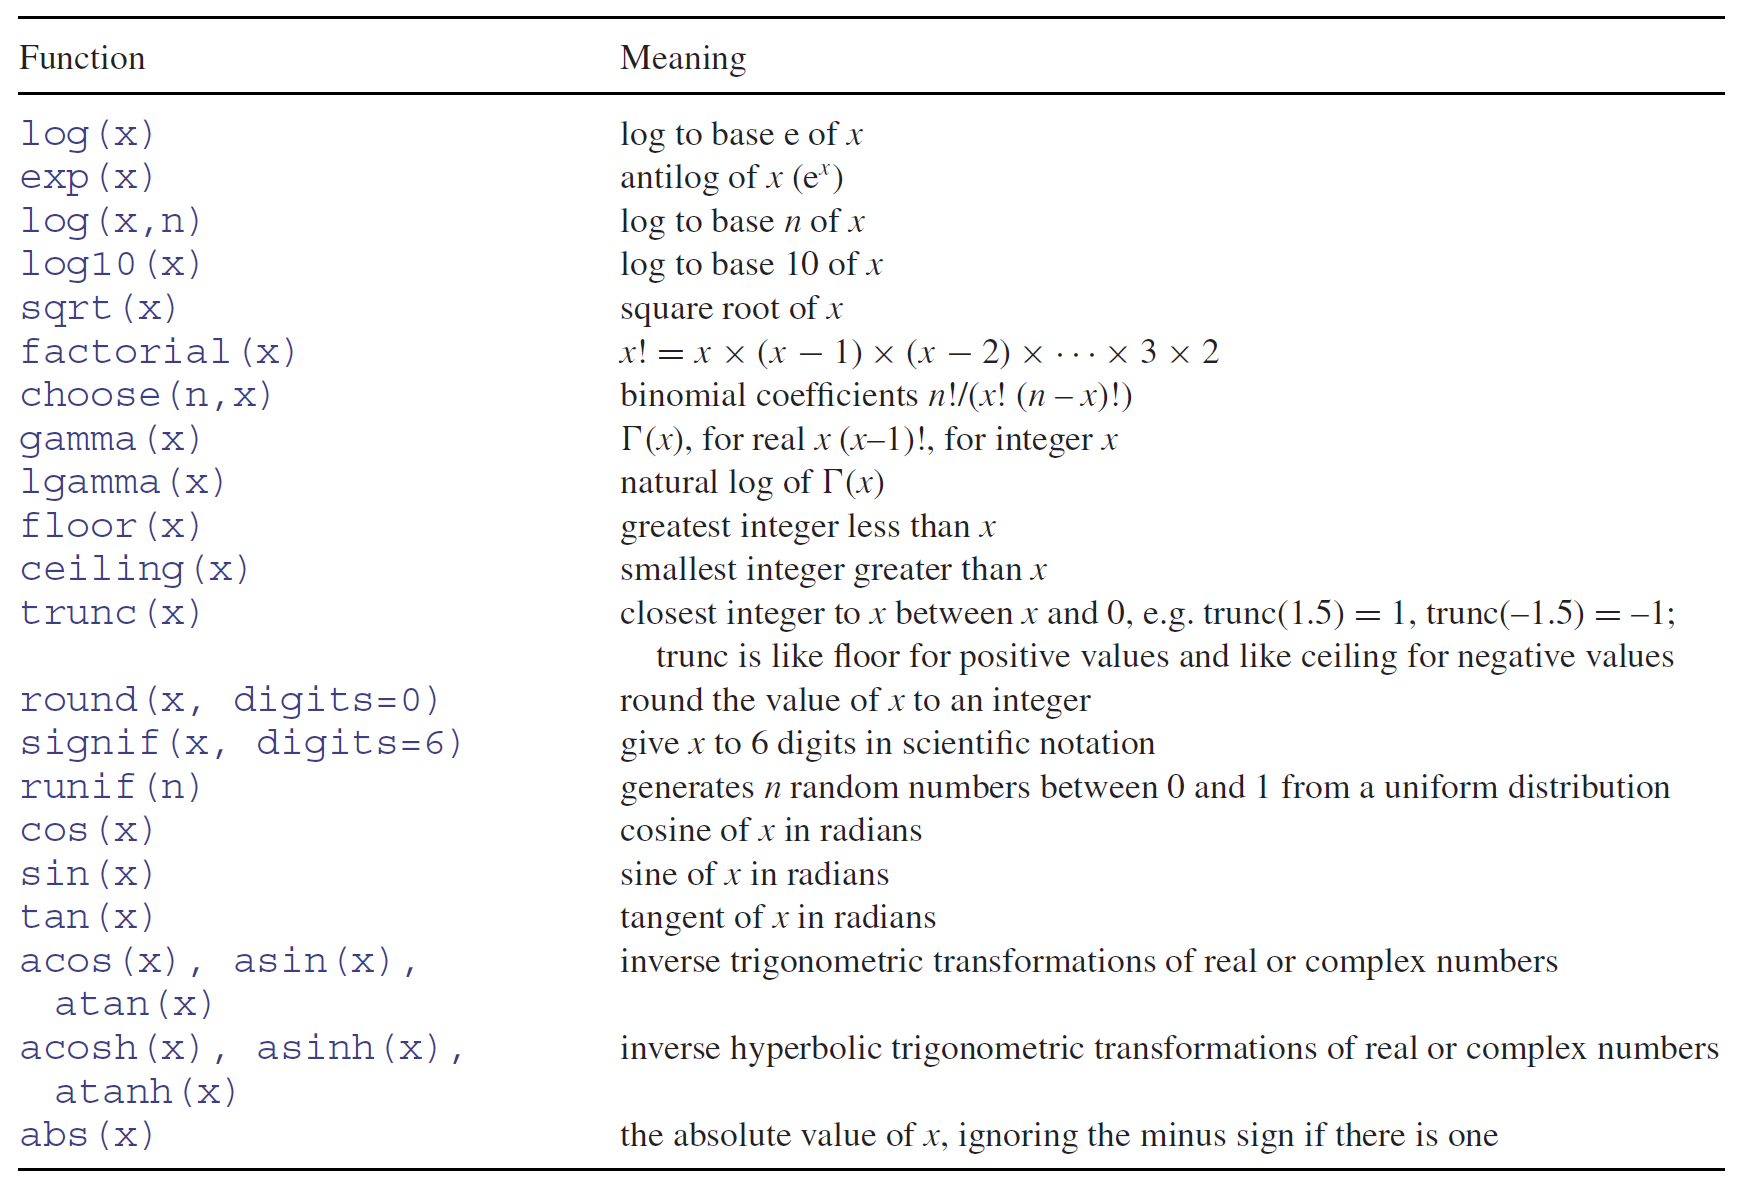 Function Meaning
log(x) log to base e of x
exp(x) antilog of x (eˣ)
log(x,n) log to base n of x
log10(x) log to base 10 of x
sqrt(x) square root of x
factorial(x) x! = x × (x − 1) × (x − 2) × ··· × 3 × 2
choose(n,x) binomial coefficients n!/(x! (n – x)!)
gamma(x) Γ(x), for real x (x–1)!, for integer x
lgamma(x) natural log of Γ(x)
floor(x) greatest integer less than x
ceiling(x) smallest integer greater than x
trunc(x) closest integer to x between x and 0, e.g. trunc(1.5) = 1, trunc(–1.5) = –1;
trunc is like floor for positive values and like ceiling for negative values
round(x, digits=0) round the value of x to an integer
signif(x, digits=6) give x to 6 digits in scientific notation
runif(n) generates n random numbers between 0 and 1 from a uniform distribution
cos(x) cosine of x in radians
sin(x) sine of x in radians
tan(x) tangent of x in radians
acos(x), asin(x), inverse trigonometric transformations of real or complex numbers
atan(x)
acosh(x), asinh(x), inverse hyperbolic trigonometric transformations of real or complex numbers
atanh(x)
abs(x) the absolute value of x, ignoring the minus sign if there is one